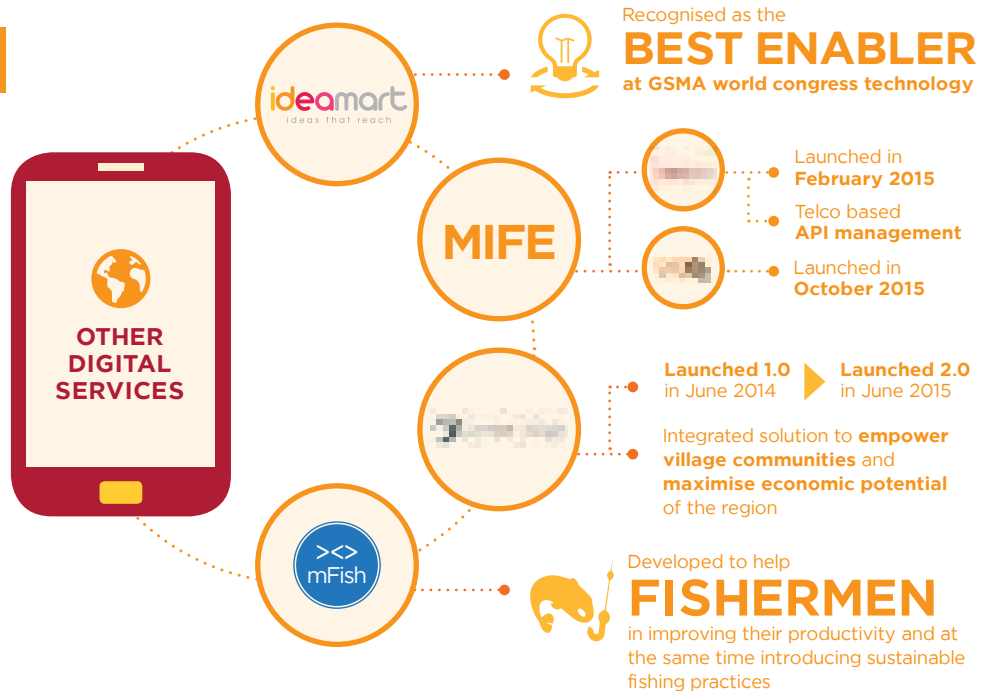 OTHER
DIGITAL
SERVICES
ideamart
ideas that reach
Recognised as the
BEST ENABLER
at GSMA world congress technology
MIFE
Launched in
February 2015
Telco based
API management
Launched in
October 2015
Launched 1.0
in June 2014
Launched 2.0
in June 2015
Integrated solution to empower
village communities and
maximise economic potential
of the region
><>
mFish
Developed to help
FISHERMEN
in improving their productivity and at
the same time introducing sustainable
fishing practices